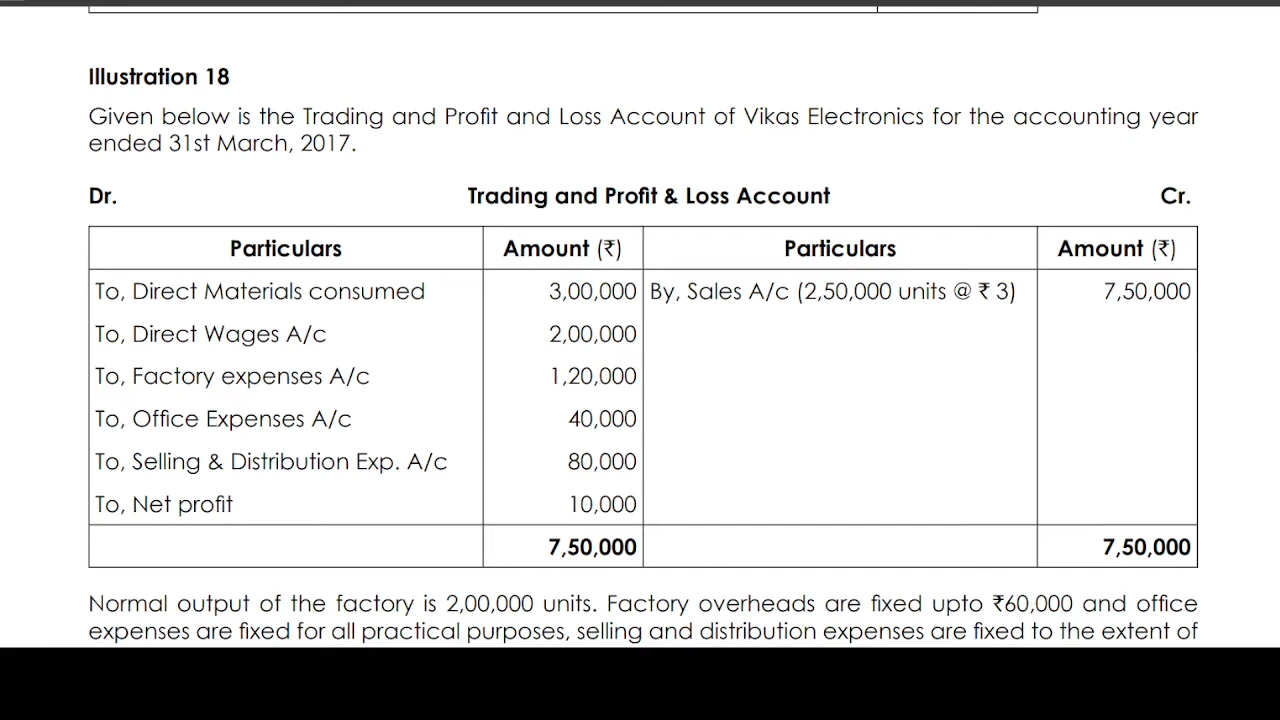 Illustration 18
Given below is the Trading and Profit and Loss Account of Vikas Electronics for the accounting year
ended 31st March, 2017.
Dr. Trading and Profit & Loss Account Cr.
Particulars Amount (₹) Particulars Amount (₹)
To, Direct Materials consumed 3,00,000 By, Sales A/c (2,50,000 units @ ₹ 3) 7,50,000
To, Direct Wages A/c 2,00,000
To, Factory expenses A/c 1,20,000
To, Office Expenses A/c 40,000
To, Selling & Distribution Exp. A/c 80,000
To, Net profit 10,000
7,50,000 7,50,000
Normal output of the factory is 2,00,000 units. Factory overheads are fixed upto ₹60,000 and office
expenses are fixed for all practical purposes, selling and distribution expenses are fixed to the extent of